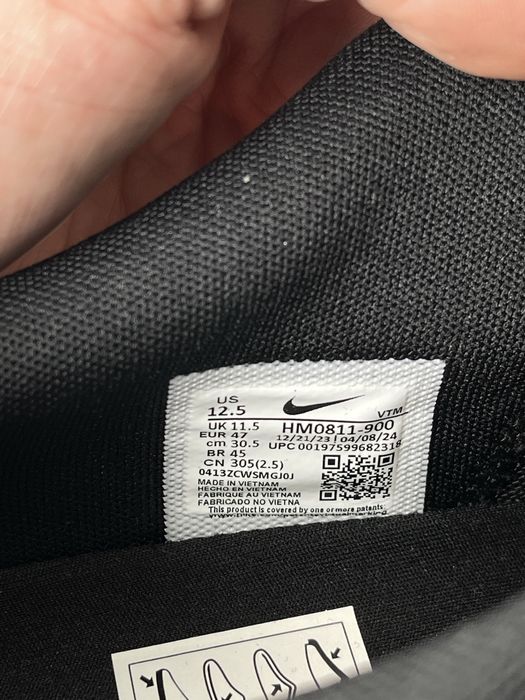 US
12.5
UK 11.5
EUR 47
cm 30.5
BR 45
CN 305(2.5)
0413ZCWSMGJ0J
VTM
HM0811-900
12/21/23 | 04/08/24
UPC 00197599682318
MADE IN VIETNAM
HECHO EN VIETNAM
FABRIQUE AU VIETNAM
FABRICADO NO VIETNA
This product is covered by one or more patents